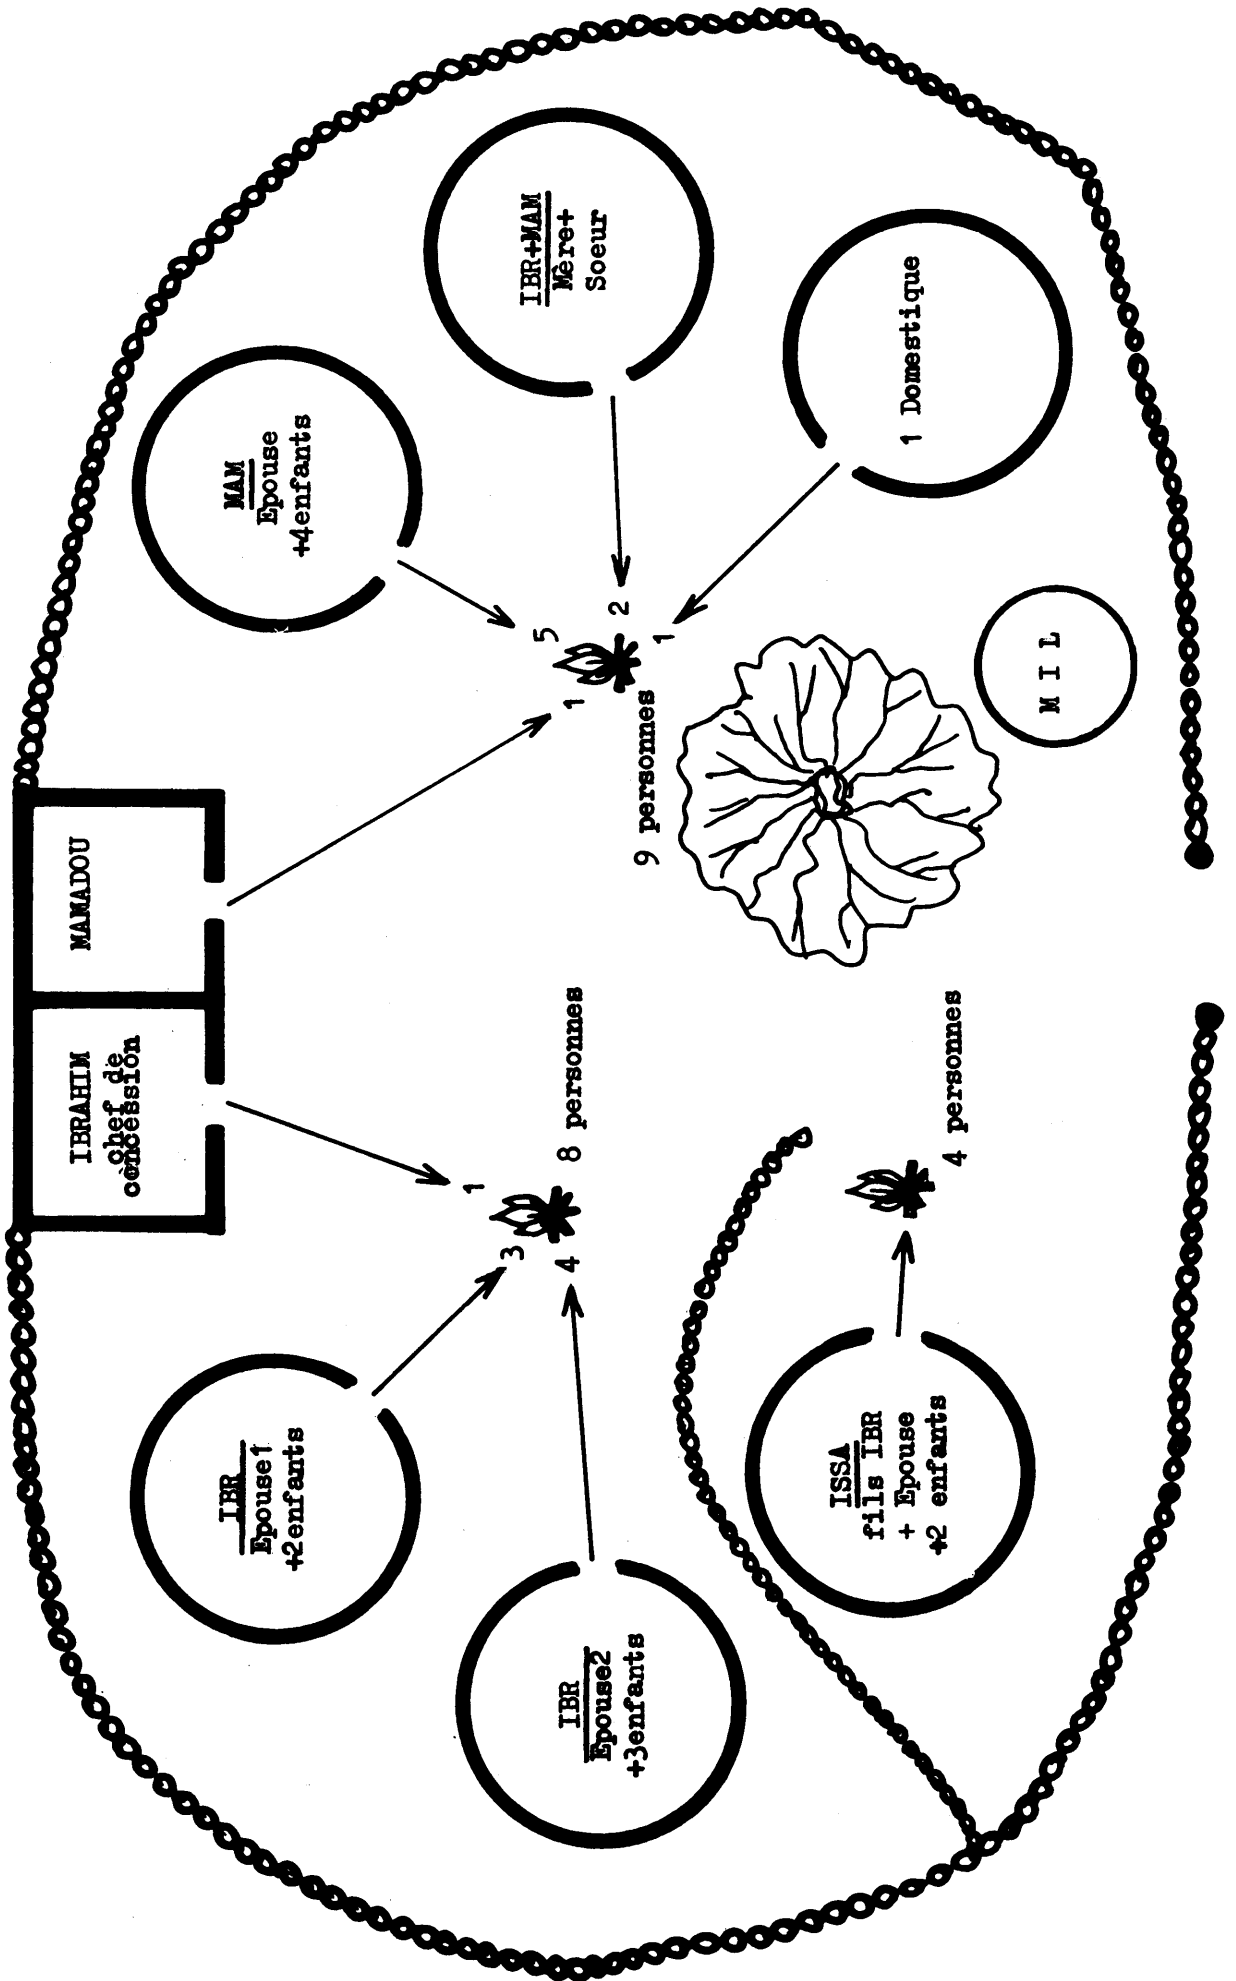 IBRAHIM
chef de
concession
MAMADOU
IBR
Epouse1
+2enfants
MAM
Epouse
+4enfants
IBR
Epouse2
+3enfants
1
3
4
8 personnes
IBR+MAM
Mère+
Soeur
1
5
2
1
9 personnes
ISSA
fils IBR
+ Epouse
+2 enfants
4 personnes
1 Domestique
M I L